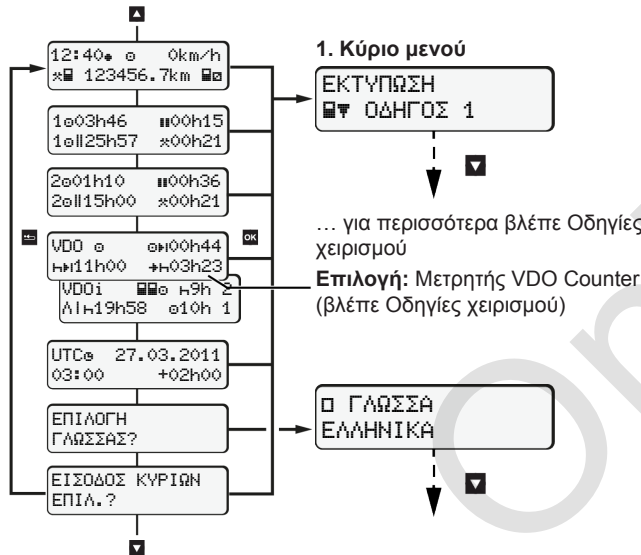 12:40● ⊙ 0km/h
123456.7km
1⊙03h46 00h15
1⊙‖25h57 00h21
2⊙01h10 00h36
2⊙‖15h00 00h21
VDO ⊙ ⊙00h44
11h00 03h23
VDOi ⊙ 9h 2
19h58 ⊙10h 1
UTC 27.03.2011
03:00 +02h00
ΕΠΙΛΟΓΗ
ΓΛΩΣΣΑΣ?
ΕΙΣΟΔΟΣ ΚΥΡΙΩΝ
ΕΠΙΛ.?
OK
1. Κύριο μενού
ΕΚΤΥΠΩΣΗ
ΟΔΗΓΟΣ 1
… για περισσότερα βλέπε Οδηγίες
χειρισμού
Επιλογή: Μετρητής VDO Counter
(βλέπε Οδηγίες χειρισμού)
ΓΛΩΣΣΑ
ΕΛΛΗΝΙΚΑ